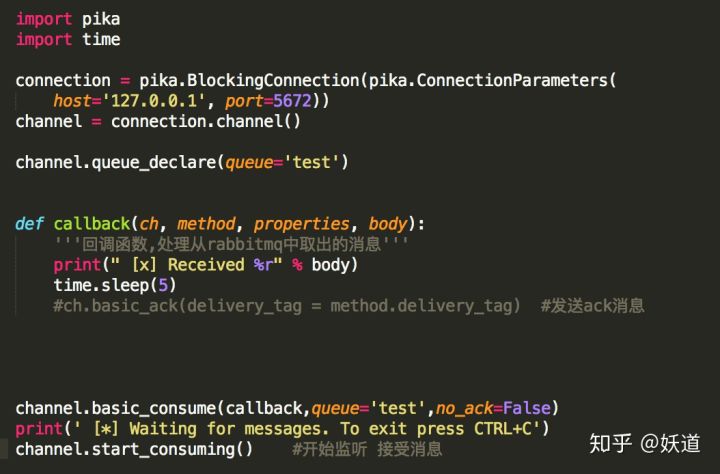 import pika
import time
connection = pika.BlockingConnection(pika.ConnectionParameters(
    host='127.0.0.1', port=5672))
channel = connection.channel()
channel.queue_declare(queue='test')
def callback(ch, method, properties, body):
    '''回调函数,处理从rabbitmq中取出的消息'''
    print(" [x] Received %r" % body)
    time.sleep(5)
    #ch.basic_ack(delivery_tag = method.delivery_tag)  #发送ack消息
channel.basic_consume(callback,queue='test',no_ack=False)
print(' [*] Waiting for messages. To exit press CTRL+C')
channel.start_consuming()    #开始监听 接受消息
知乎 @妖道